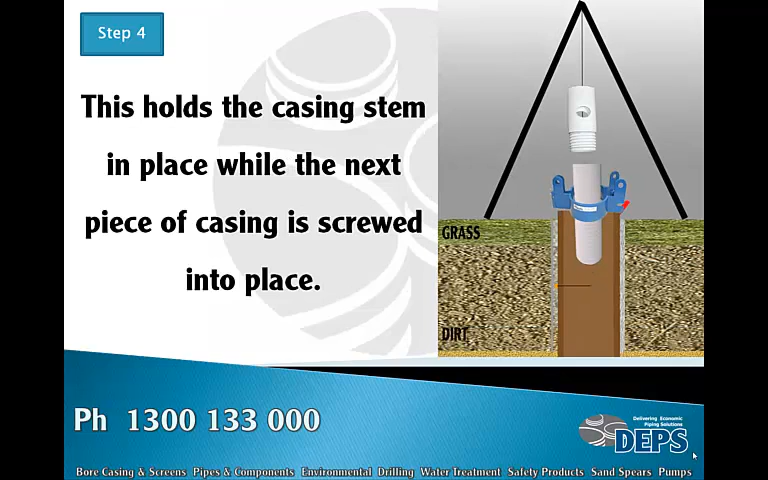 Step 4
This holds the casing stem
in place while the next
piece of casing is screwed
into place.
GRASS
DIRT
Ph 1300 133 000
Delivering Economic
Piping Solutions
DEPS
Bore Casing & Screens Pipes & Components Environmental Drilling Water Treatment Safety Products Sand Spears Pumps